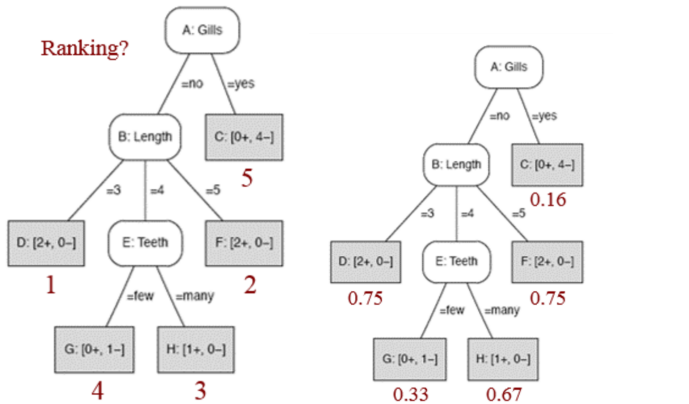 Ranking?
A: Gills
=no
=yes
B: Length
C: [0+, 4–]
5
=3
=4
=5
D: [2+, 0–]
E: Teeth
F: [2+, 0–]
1
2
=few
=many
G: [0+, 1–]
H: [1+, 0–]
4
3
A: Gills
=no
=yes
B: Length
C: [0+, 4–]
0.16
=3
=4
=5
D: [2+, 0–]
E: Teeth
F: [2+, 0–]
0.75
0.75
=few
=many
G: [0+, 1–]
H: [1+, 0–]
0.33
0.67